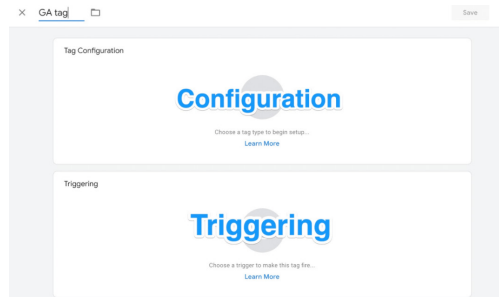 GA tag
Save
Tag Configuration
Configuration
Choose a tag type to begin setup...
Learn More
Triggering
Triggering
Choose a trigger to make this tag fire...
Learn More